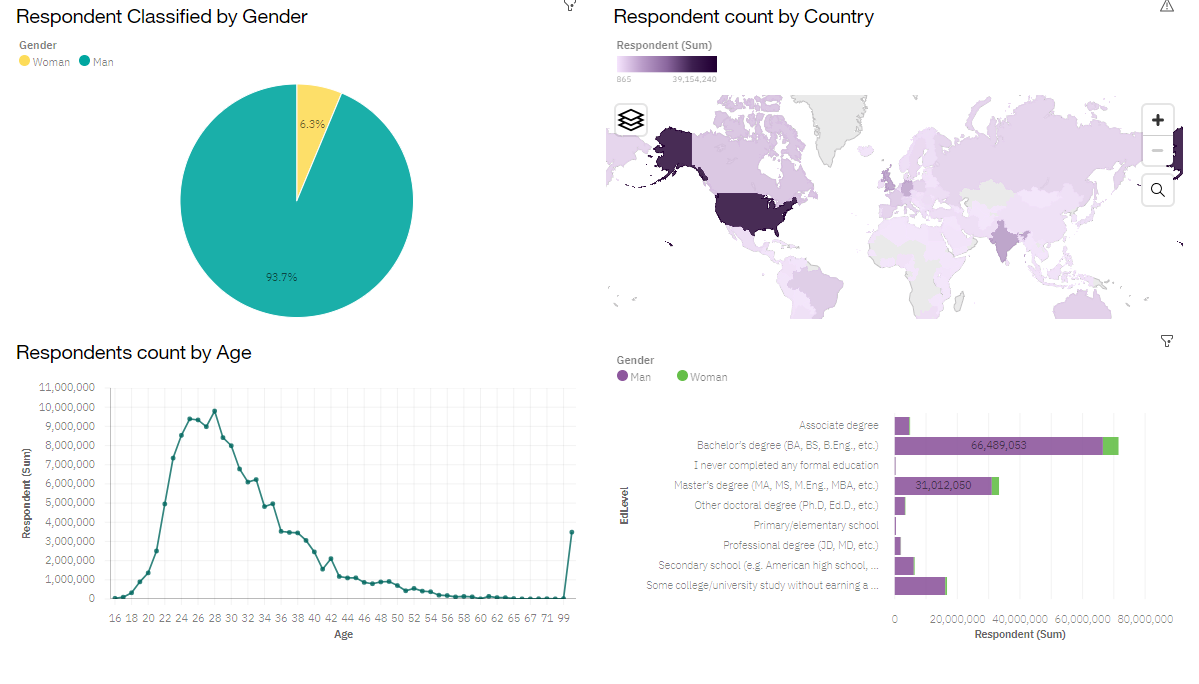 Respondent Classified by Gender
Gender
Woman Man
6.3%
93.7%
Respondent count by Country
Respondent (Sum)
865 39,154,240
Respondents count by Age
Respondent (Sum)
11,000,000
10,000,000
9,000,000
8,000,000
7,000,000
6,000,000
5,000,000
4,000,000
3,000,000
2,000,000
1,000,000
0
16 18 20 22 24 26 28 30 32 34 36 38 40 42 44 46 48 50 52 54 56 58 60 62 65 67 71 99
Age
Gender
Man Woman
EdLevel
Associate degree
Bachelor's degree (BA, BS, B.Eng., etc.) 66,489,053
I never completed any formal education
Master's degree (MA, MS, M.Eng., MBA, etc.) 31,012,050
Other doctoral degree (Ph.D, Ed.D., etc.)
Primary/elementary school
Professional degree (JD, MD, etc.)
Secondary school (e.g. American high school, ...
Some college/university study without earning a ...
0 20,000,000 40,000,000 60,000,000 80,000,000
Respondent (Sum)